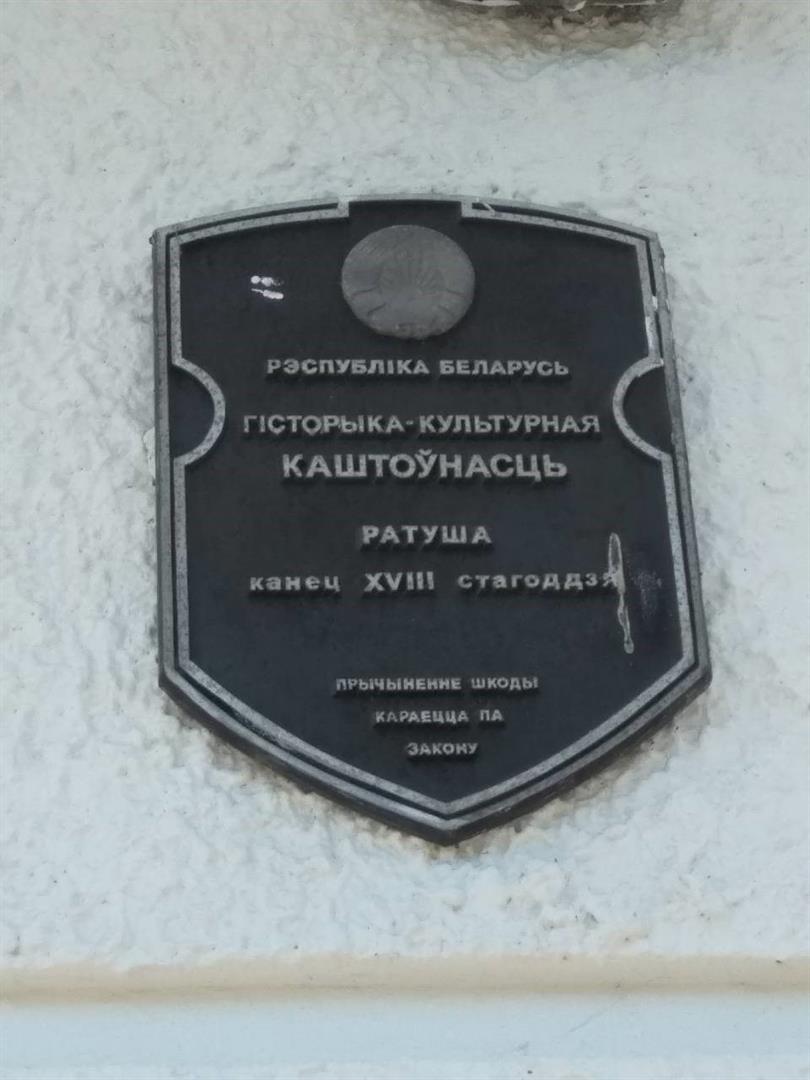 РЭСПУБЛІКА БЕЛАРУСЬ
ГІСТОРЫКА-КУЛЬТУРНАЯ
КАШТОЎНАСЦЬ
РАТУША
канец XVIII стагоддзя
ПРЫЧЫНЕННЕ ШКОДЫ
КАРАЕЦЦА ПА
ЗАКОНУ